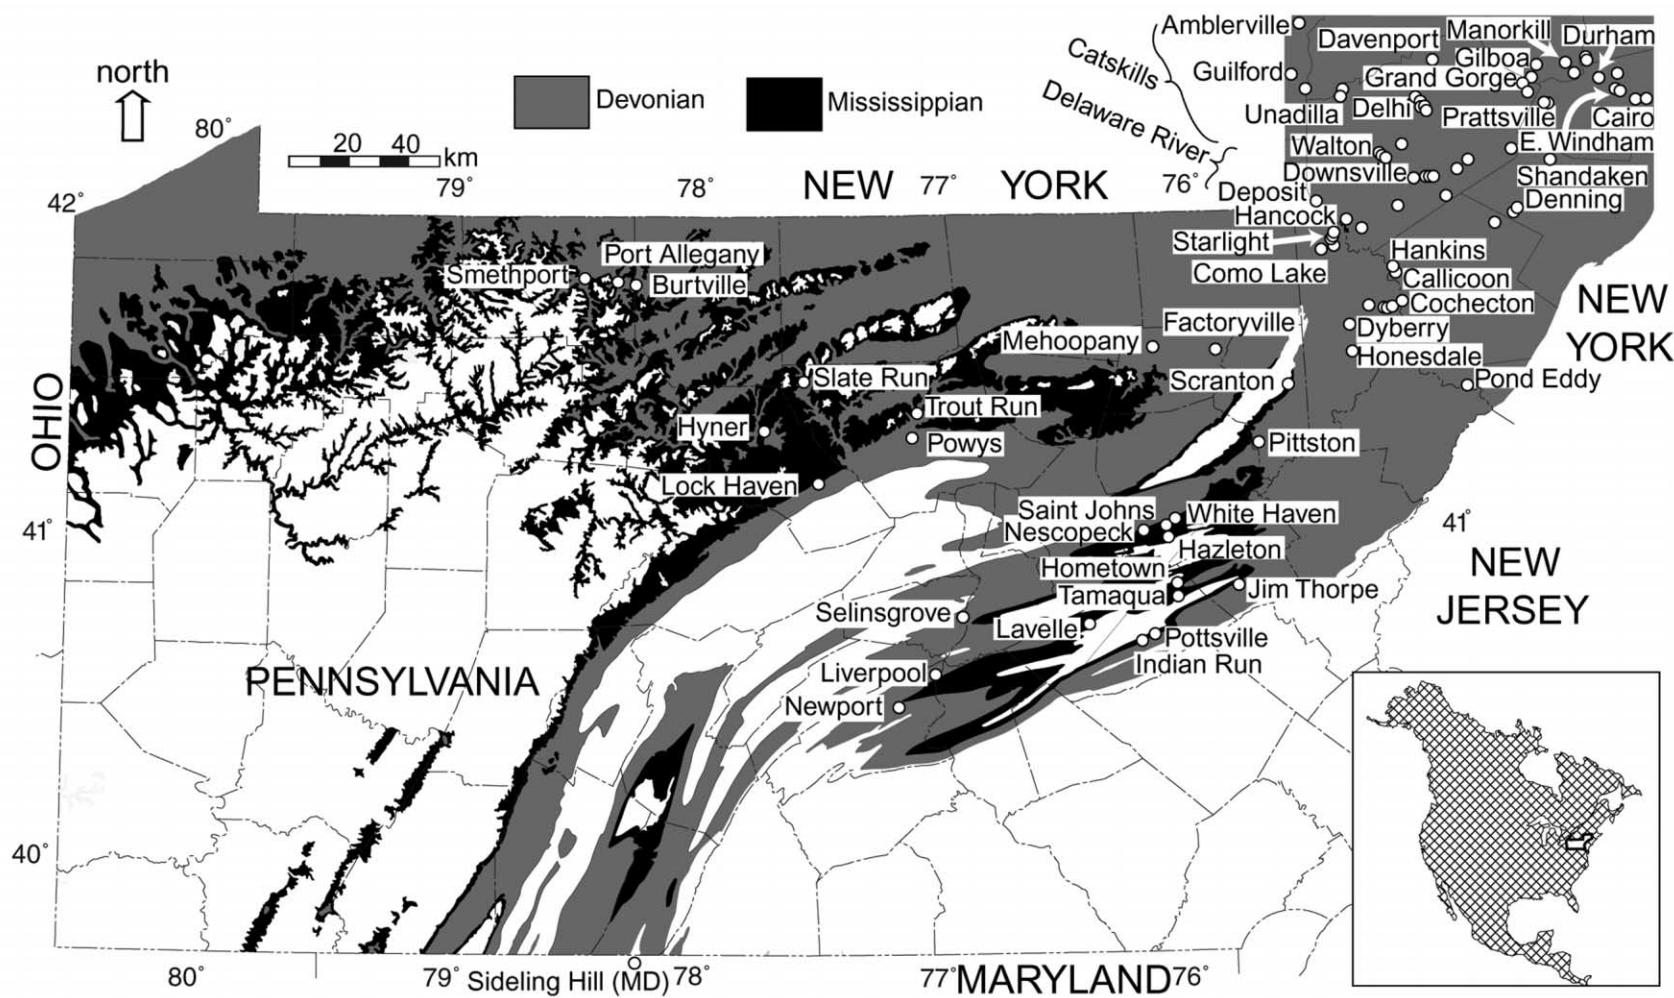 Amblerville
Manorkill
Durham
Davenport
Catskills
Gilboa
north
Guilford
Grand Gorge
Devonian
Mississippian
Delaware River
Unadilla
Delhi
Prattsville
Cairo
80°
20 40
km
Walton
E. Windham
79°
78°
NEW YORK
77°
76°
Downsville
Shandaken
42°
Deposit
Denning
Hancock
Starlight
Hankins
Port Allegany
Smethport
Burtville
Como Lake
Callicoon
Cochecton
NEW
YORK
Factoryville
Dyberry
Mehoopany
Honesdale
Slate Run
Scranton
Pond Eddy
OHIO
Trout Run
Hyner
Powys
Pittston
Lock Haven
Saint Johns
White Haven
Nescopeck
41°
41°
Hazleton
NEW
JERSEY
Hometown
Tamaqua
Jim Thorpe
Selinsgrove
Lavelle
Pottsville
Indian Run
PENNSYLVANIA
Liverpool
Newport
40°
80°
79°
Sideling Hill (MD)
78°
77°
MARYLAND
76°